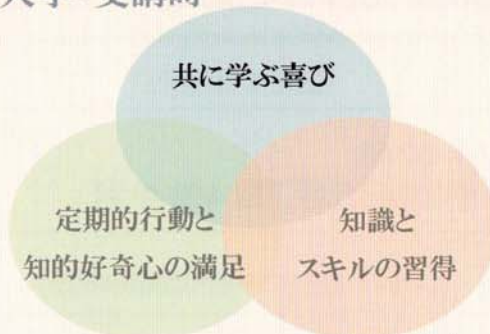 共に学ぶ喜び
定期的行動と
知的好奇心の満足
知識と
スキルの習得